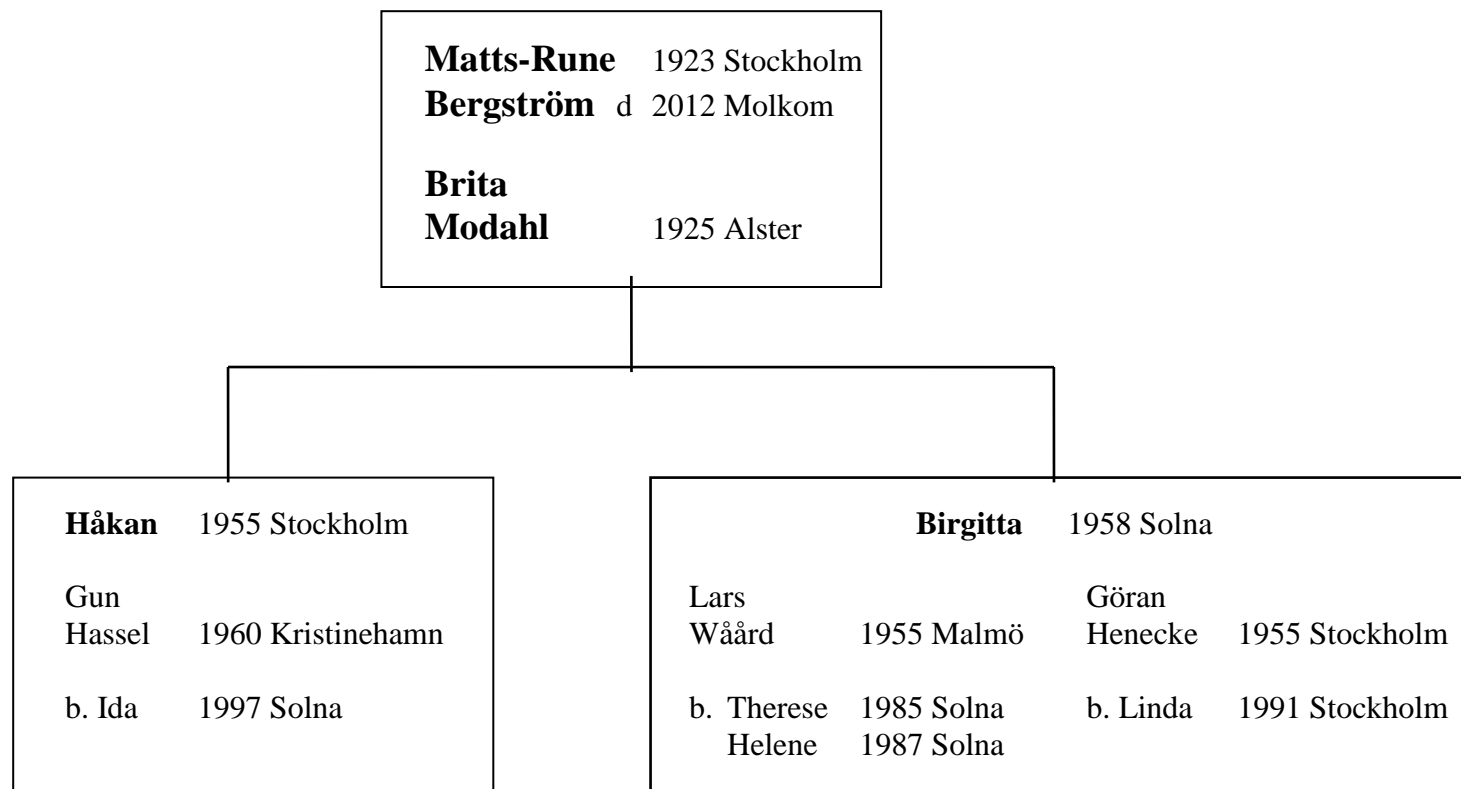 Matts-Rune 1923 Stockholm
Bergström d 2012 Molkom
Brita
Modahl 1925 Alster
Håkan 1955 Stockholm
Gun
Hassel 1960 Kristinehamn
b. Ida 1997 Solna
Birgitta 1958 Solna
Lars
Wåård 1955 Malmö
b. Therese 1985 Solna
Helene 1987 Solna
Göran
Henecke 1955 Stockholm
b. Linda 1991 Stockholm